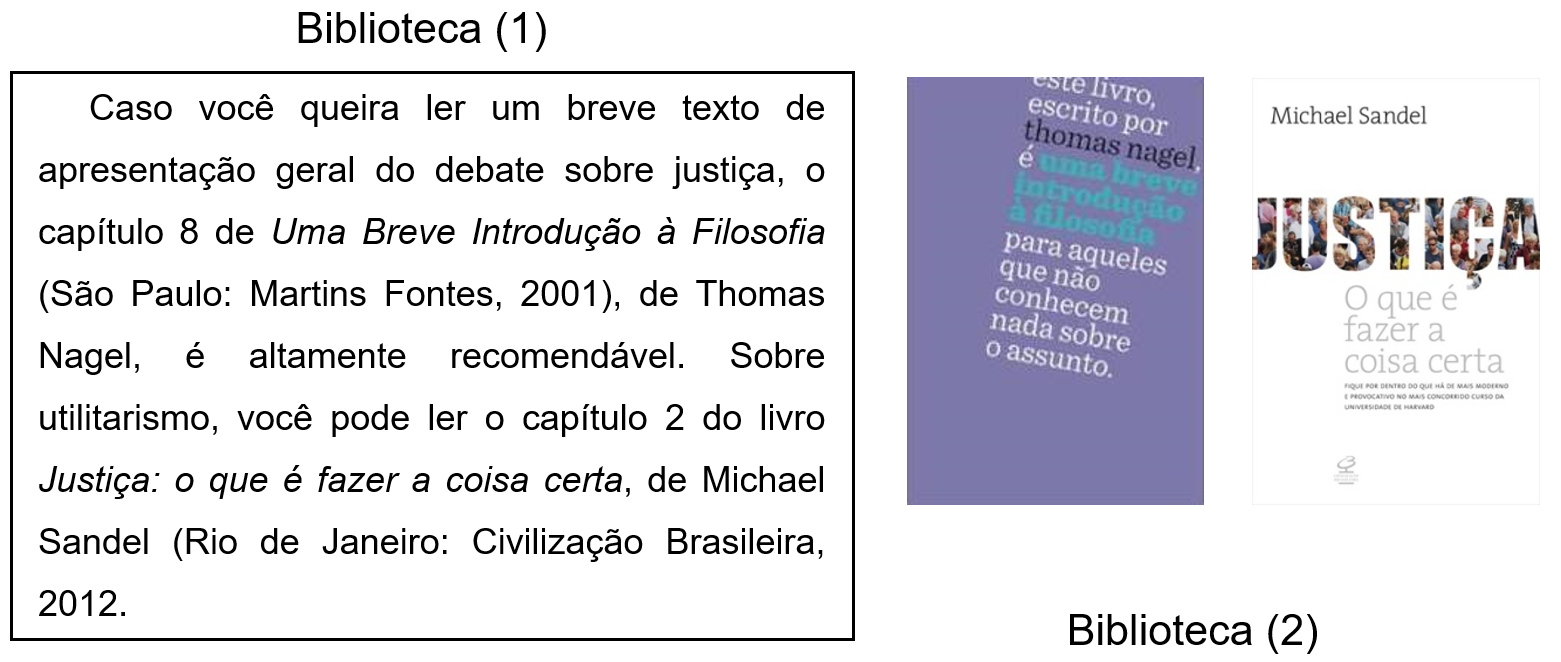 Biblioteca (1)
Caso você queira ler um breve texto de
apresentação geral do debate sobre justiça, o
capítulo 8 de Uma Breve Introdução à Filosofia
(São Paulo: Martins Fontes, 2001), de Thomas
Nagel, é altamente recomendável. Sobre
utilitarismo, você pode ler o capítulo 2 do livro
Justiça: o que é fazer a coisa certa, de Michael
Sandel (Rio de Janeiro: Civilização Brasileira,
2012.
este livro,
escrito por
thomas nagel,
é uma breve
introdução
à filosofia
para aqueles
que não
conhecem
nada sobre
o assunto.
Michael Sandel
JUSTIÇA
O que é
fazer a
coisa certa
FIQUE POR DENTRO DO QUE HÁ DE MAIS MODERNO
E PROVOCATIVO NO MAIS CONCORRIDO CURSO DA
UNIVERSIDADE DE HARVARD
Biblioteca (2)